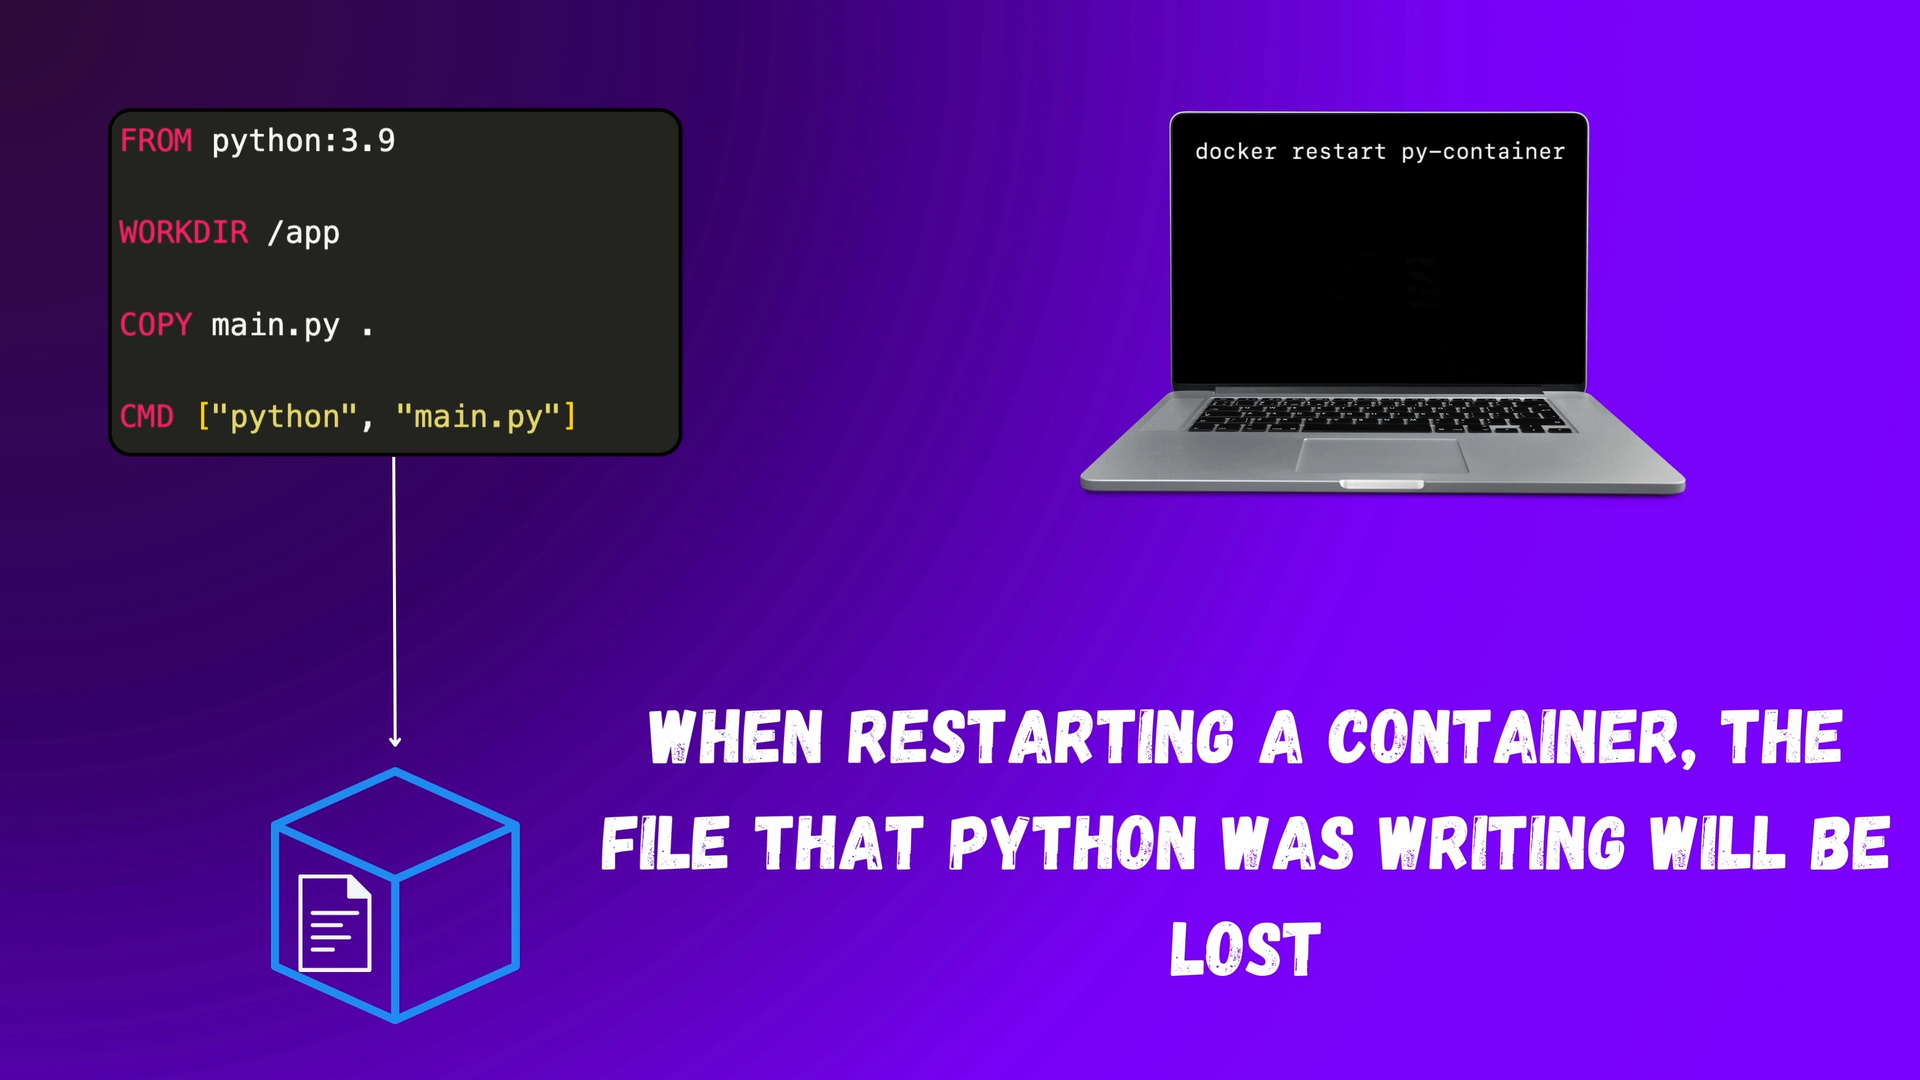 FROM python:3.9
WORKDIR /app
COPY main.py .
CMD ["python", "main.py"]
docker restart py-container
WHEN RESTARTING A CONTAINER, THE
FILE THAT PYTHON WAS WRITING WILL BE
LOST